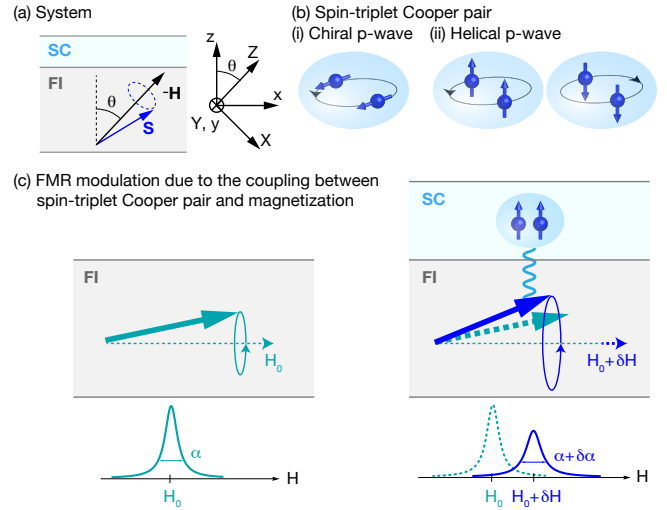 (a) System
SC
FI
θ
-H
S
z
Z
θ
x
Y, y
X
(b) Spin-triplet Cooper pair
(i) Chiral p-wave (ii) Helical p-wave
(c) FMR modulation due to the coupling between
spin-triplet Cooper pair and magnetization
FI
H₀
α
H
H₀
SC
FI
H₀ + δH
α + δα
H
H₀ H₀ + δH